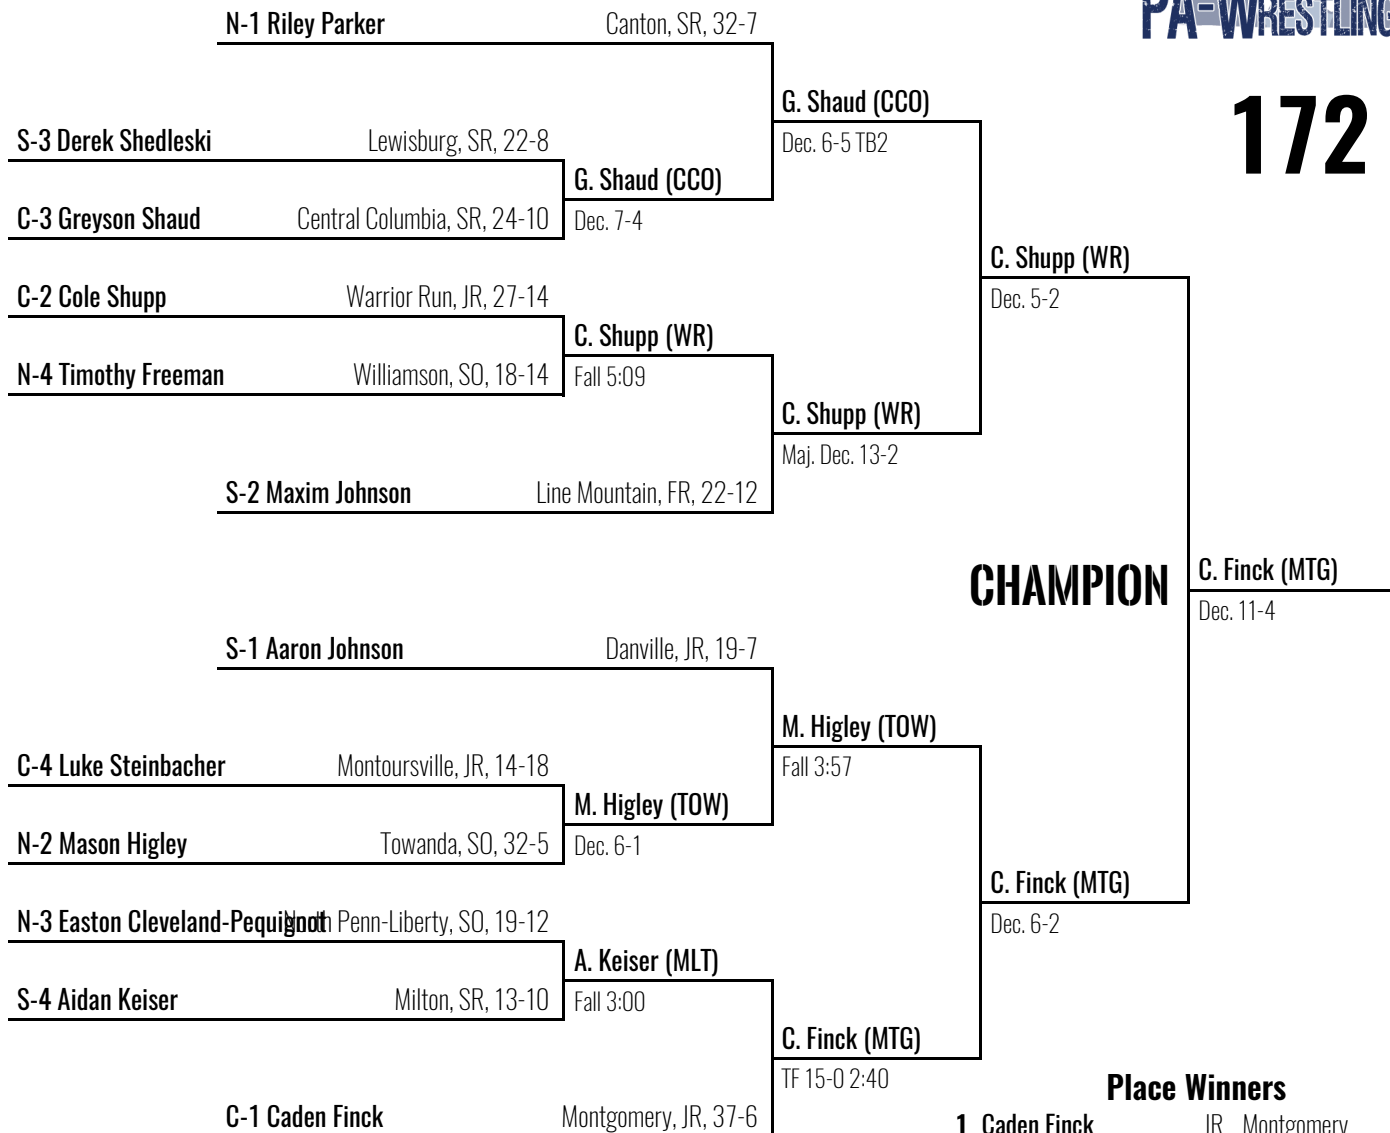 N-1 Riley Parker Canton, SR, 32-7
PA-WRESTLING
G. Shaud (CCO)
172
S-3 Derek Shedleski Lewisburg, SR, 22-8
Dec. 6-5 TB2
G. Shaud (CCO)
C-3 Greyson Shaud Central Columbia, SR, 24-10
Dec. 7-4
C. Shupp (WR)
C-2 Cole Shupp Warrior Run, JR, 27-14
Dec. 5-2
C. Shupp (WR)
N-4 Timothy Freeman Williamson, SO, 18-14
Fall 5:09
C. Shupp (WR)
Maj. Dec. 13-2
S-2 Maxim Johnson Line Mountain, FR, 22-12
CHAMPION
C. Finck (MTG)
Dec. 11-4
S-1 Aaron Johnson Danville, JR, 19-7
M. Higley (TOW)
C-4 Luke Steinbacher Montoursville, JR, 14-18
Fall 3:57
M. Higley (TOW)
N-2 Mason Higley Towanda, SO, 32-5
Dec. 6-1
C. Finck (MTG)
N-3 Easton Cleveland-Pequignot North Penn-Liberty, SO, 19-12
Dec. 6-2
A. Keiser (MLT)
S-4 Aidan Keiser Milton, SR, 13-10
Fall 3:00
C. Finck (MTG)
TF 15-0 2:40
Place Winners
C-1 Caden Finck Montgomery, JR, 37-6
1 Caden Finck JR Montgomery